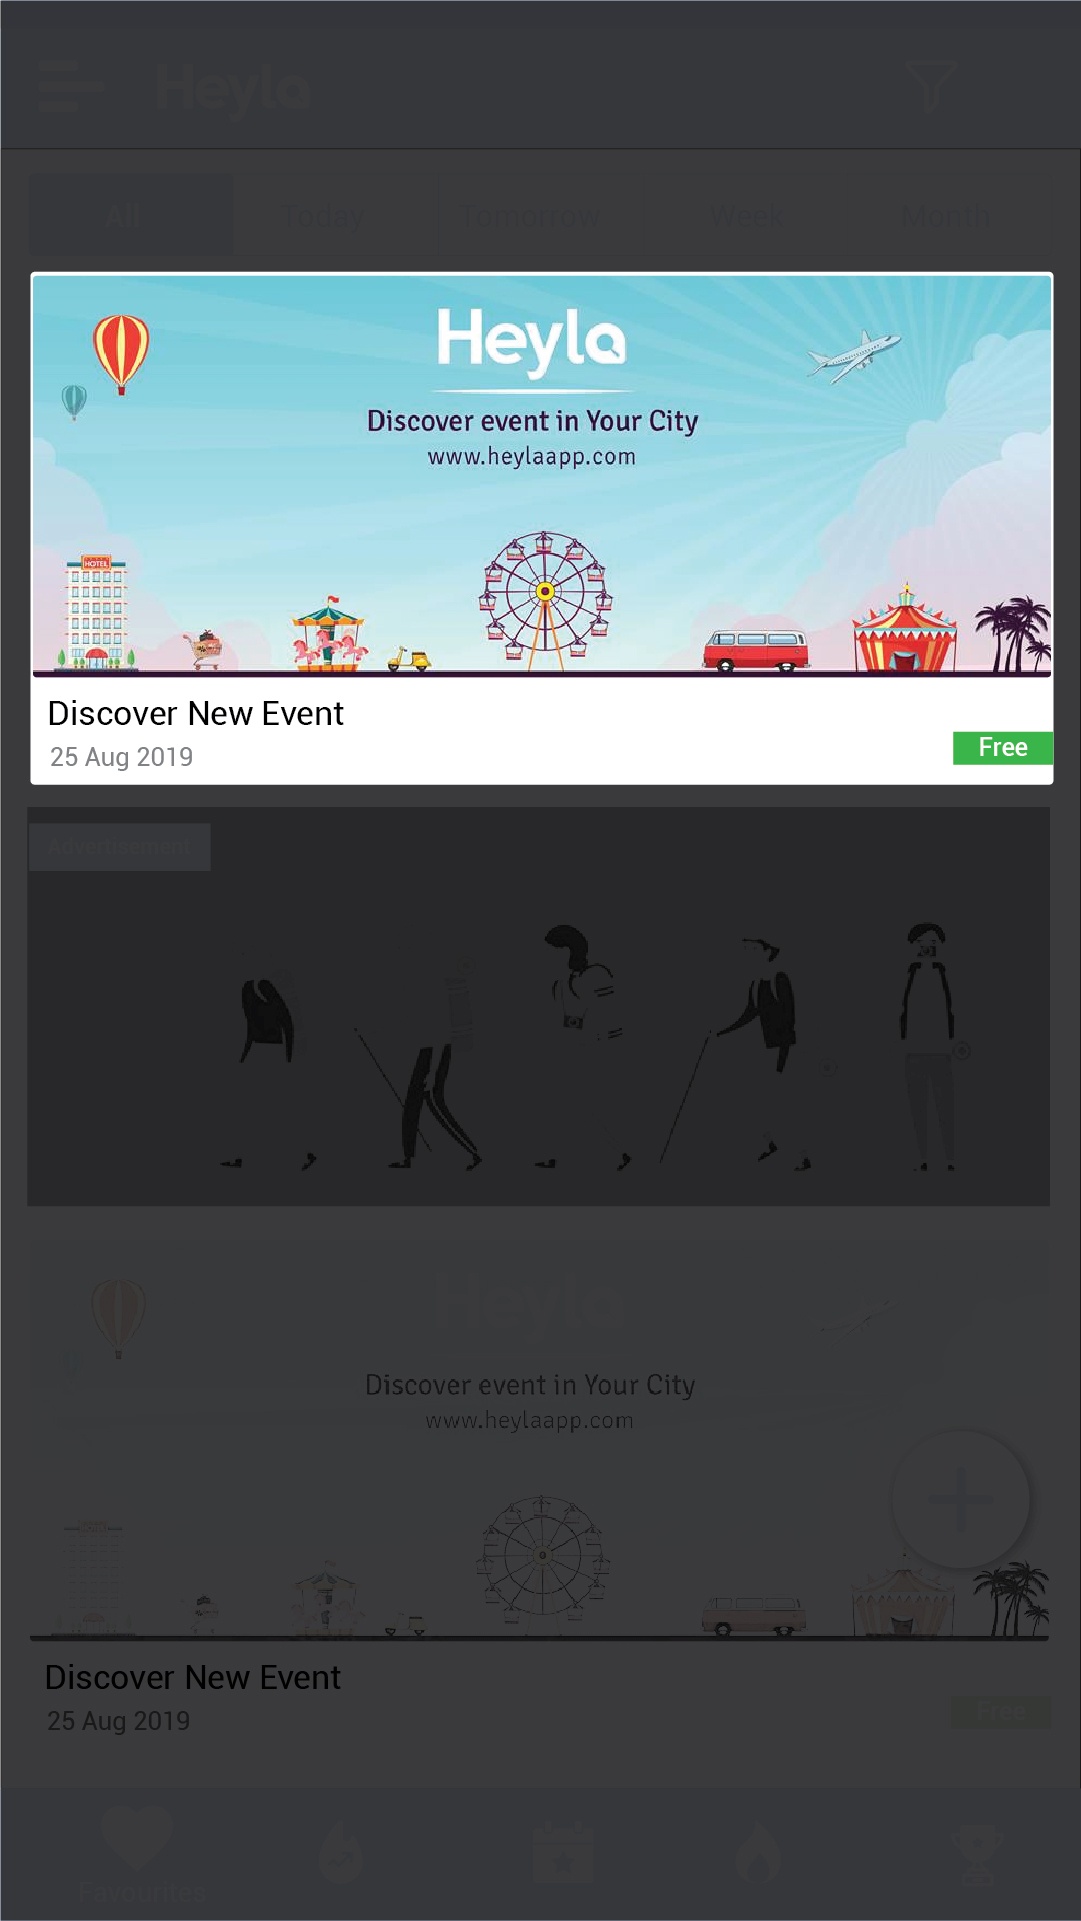 Heyla
All Today Tomorrow Week Month
Heyla
Discover event in Your City
www.heylaapp.com
HOTEL
Discover New Event
25 Aug 2019
Free
Advertisement
Heyla
Discover event in Your City
www.heylaapp.com
Discover New Event
25 Aug 2019
Free
Favourites